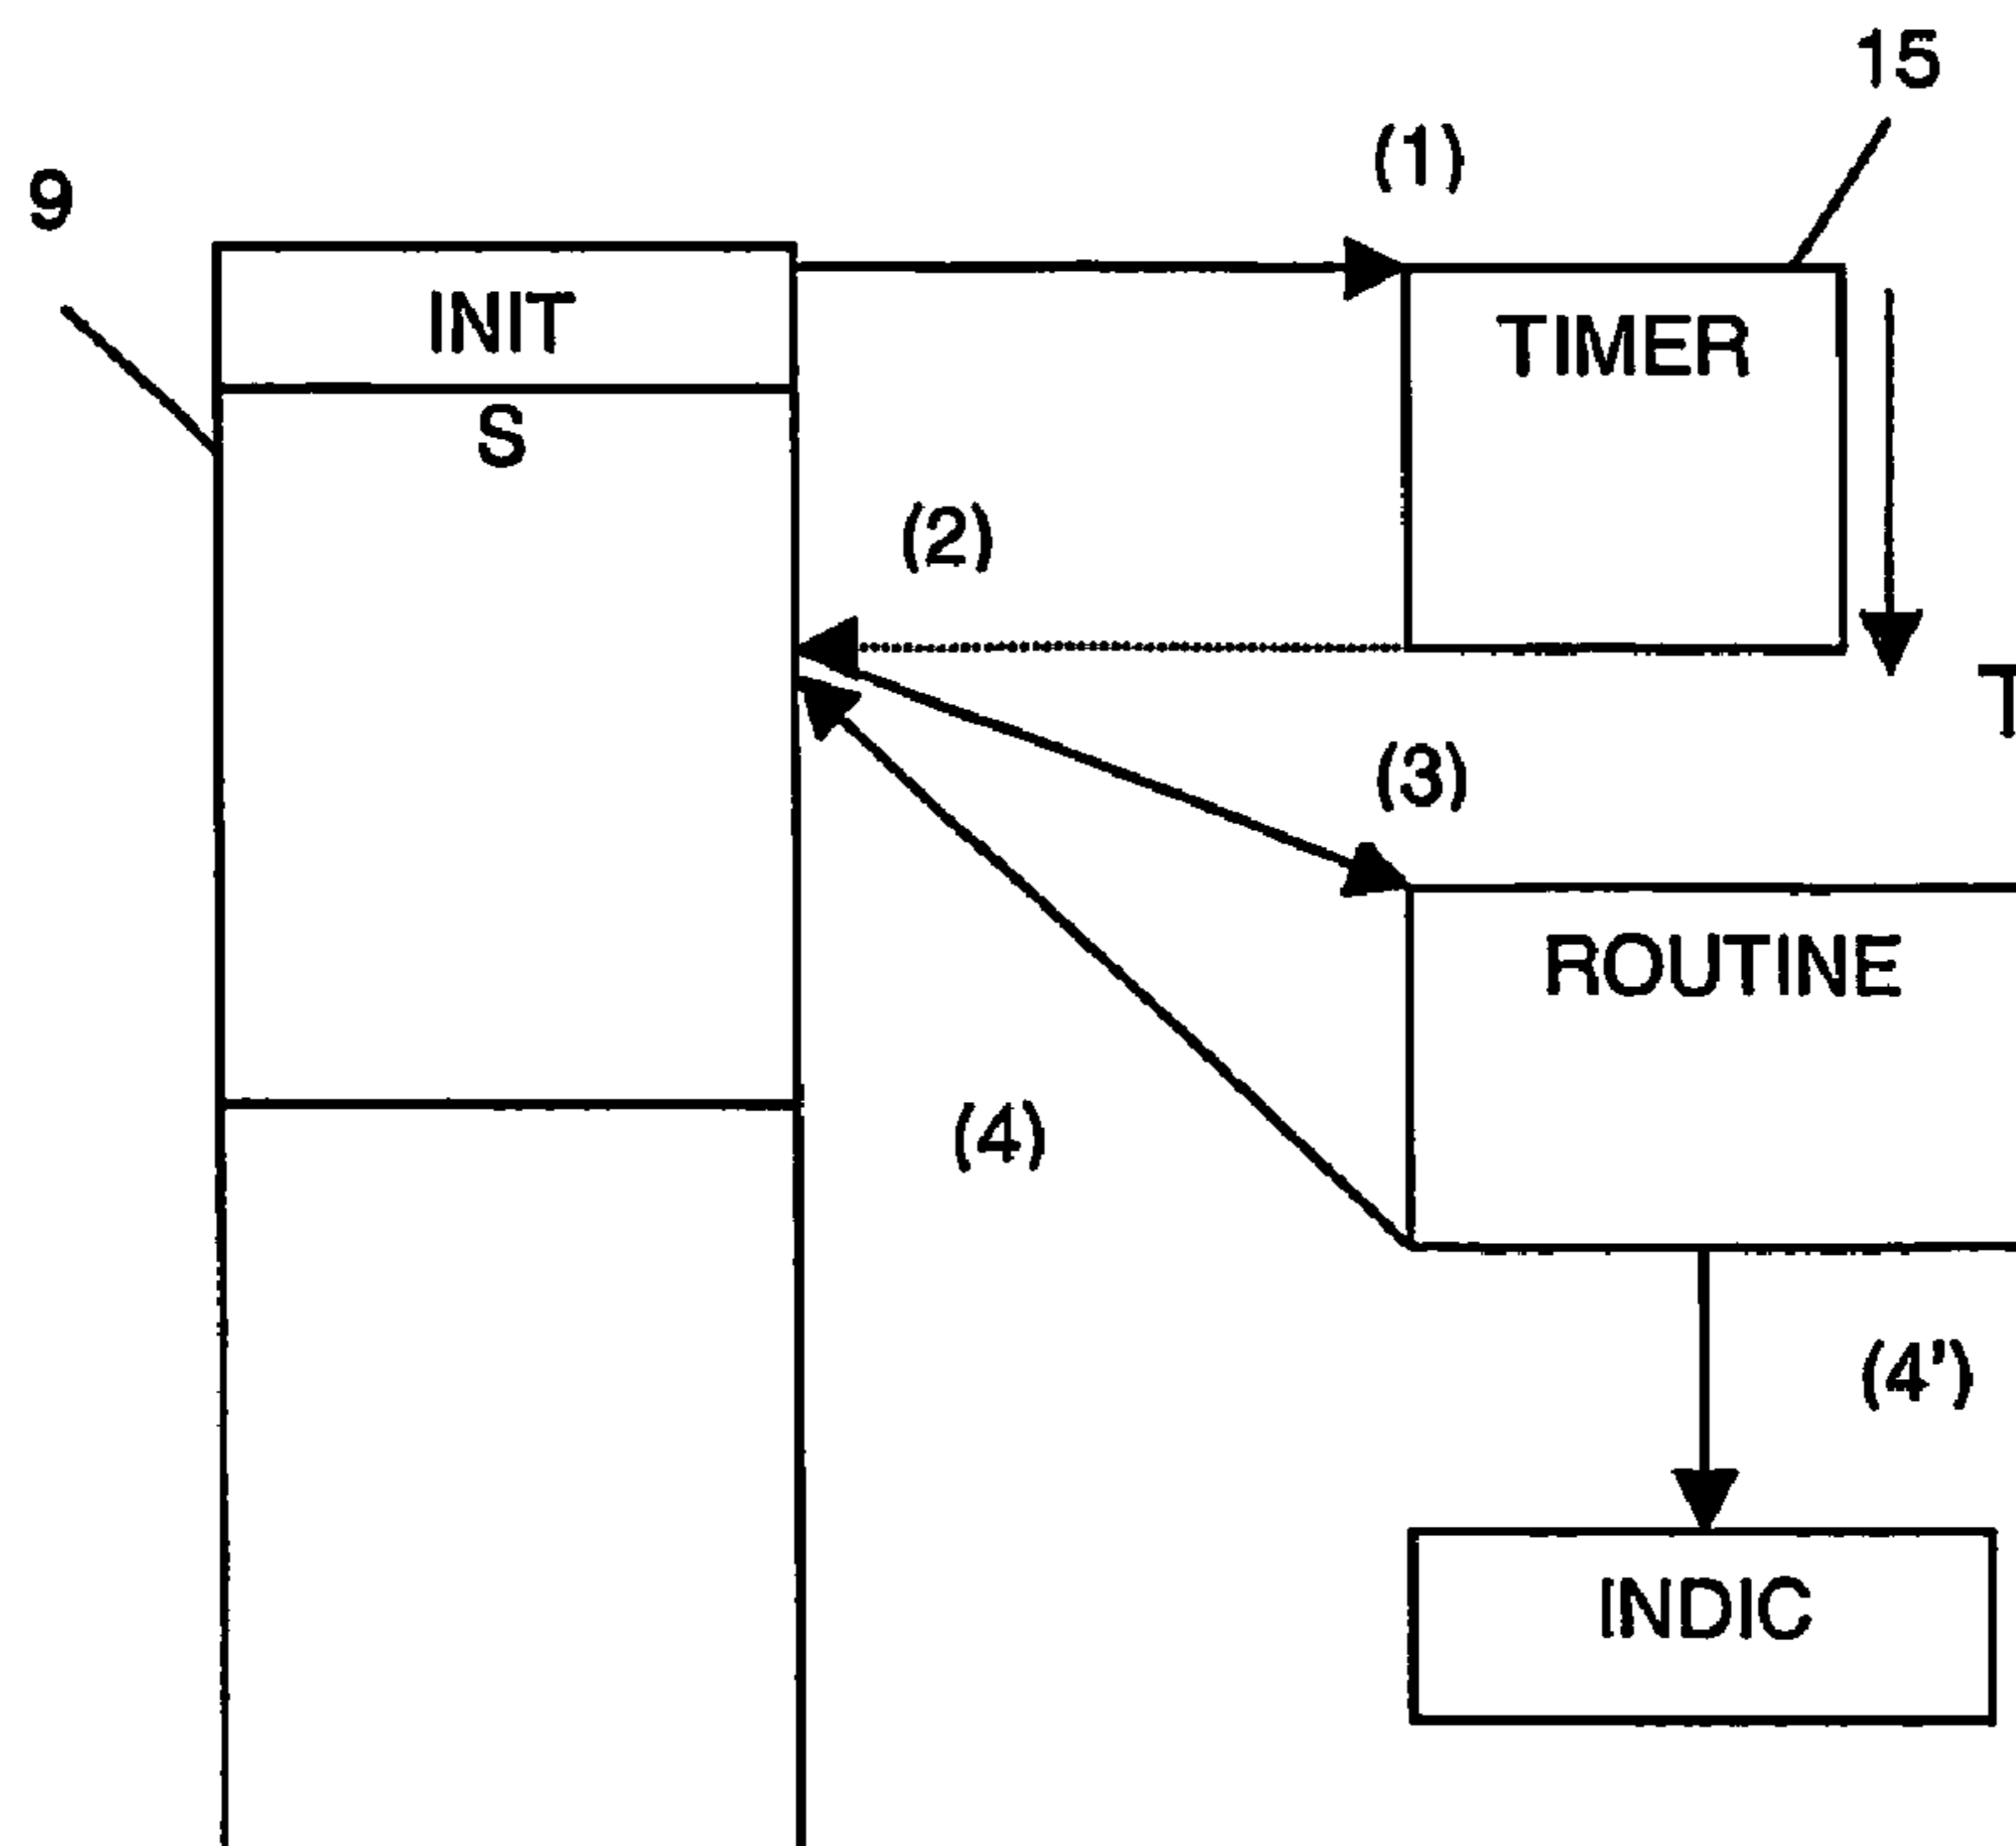 15
(1)
9
INIT
TIMER
S
(2)
T
(3)
ROUTINE
(4)
(4')
INDIC